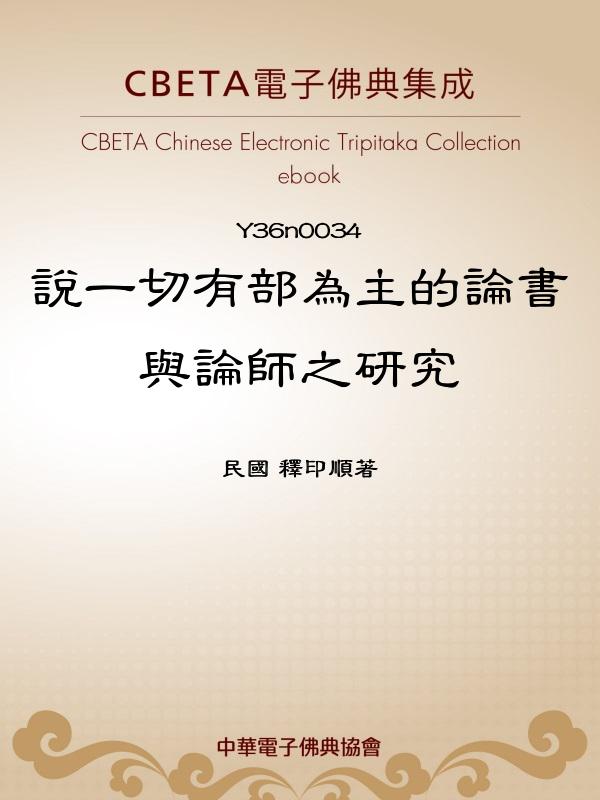 CBETA電子佛典集成
CBETA Chinese Electronic Tripitaka Collection
ebook
Y36n0034
說一切有部為主的論書
與論師之研究
民國 釋印順著
中華電子佛典協會